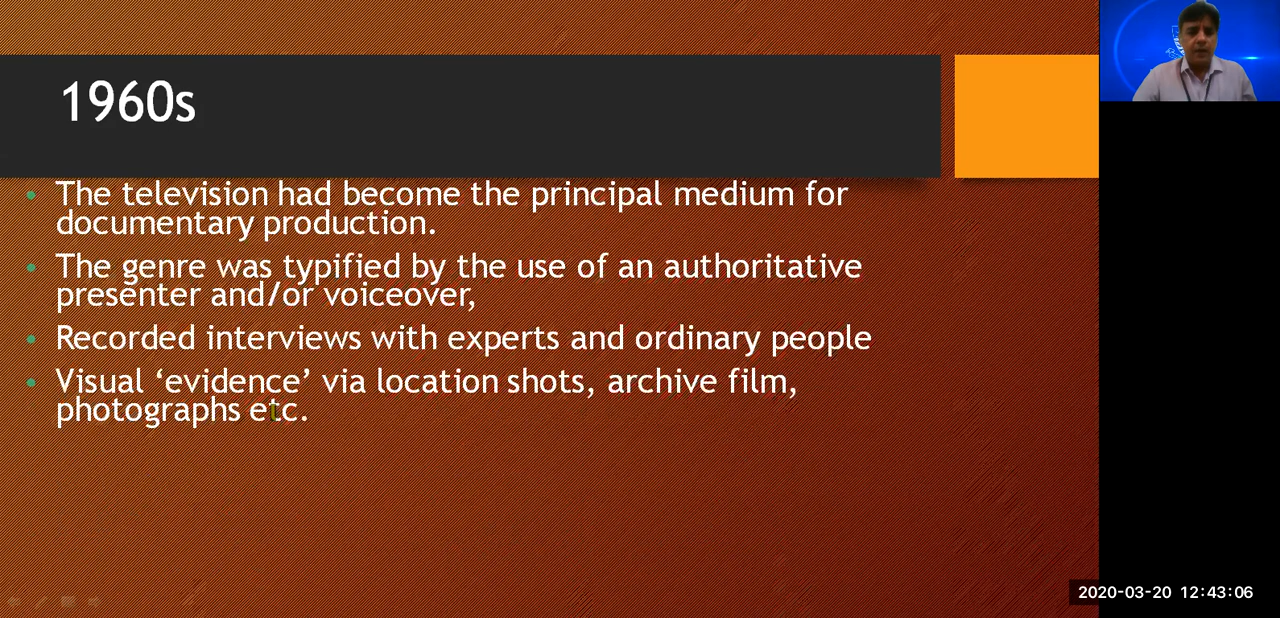 1960s
The television had become the principal medium for
documentary production.
The genre was typified by the use of an authoritative
presenter and/or voiceover,
Recorded interviews with experts and ordinary people
Visual ‘evidence’ via location shots, archive film,
photographs etc.
2020-03-20 12:43:06